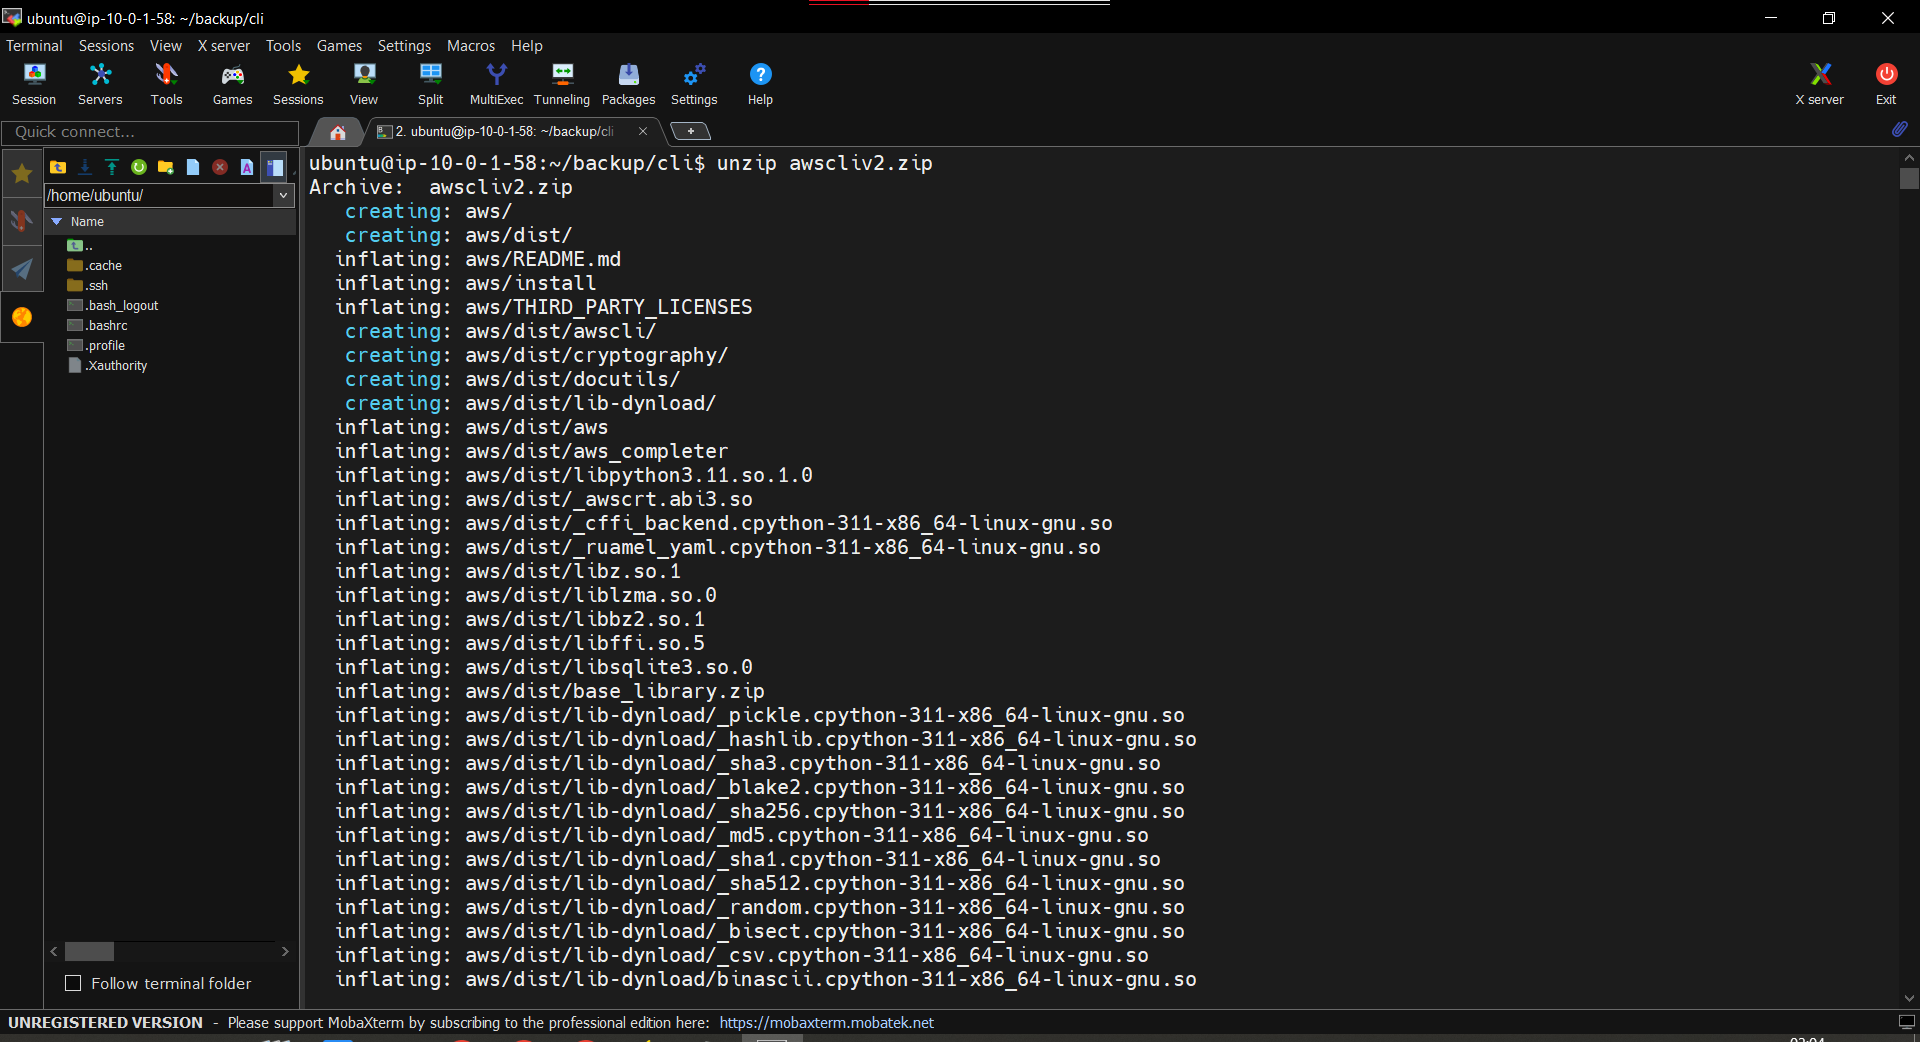 ubuntu@ip-10-0-1-58: ~/backup/cli
Terminal Sessions View X server Tools Games Settings Macros Help
Session Servers Tools Games Sessions View Split MultiExec Tunneling Packages Settings Help X server Exit
Quick connect...
2. ubuntu@ip-10-0-1-58: ~/backup/cli
/home/ubuntu/
Name
..
.cache
.ssh
.bash_logout
.bashrc
.profile
.Xauthority
Follow terminal folder
ubuntu@ip-10-0-1-58:~/backup/cli$ unzip awscliv2.zip
Archive:  awscliv2.zip
   creating: aws/
   creating: aws/dist/
  inflating: aws/README.md
  inflating: aws/install
  inflating: aws/THIRD_PARTY_LICENSES
   creating: aws/dist/awscli/
   creating: aws/dist/cryptography/
   creating: aws/dist/docutils/
   creating: aws/dist/lib-dynload/
  inflating: aws/dist/aws
  inflating: aws/dist/aws_completer
  inflating: aws/dist/libpython3.11.so.1.0
  inflating: aws/dist/_awscrt.abi3.so
  inflating: aws/dist/_cffi_backend.cpython-311-x86_64-linux-gnu.so
  inflating: aws/dist/_ruamel_yaml.cpython-311-x86_64-linux-gnu.so
  inflating: aws/dist/libz.so.1
  inflating: aws/dist/liblzma.so.0
  inflating: aws/dist/libbz2.so.1
  inflating: aws/dist/libffi.so.5
  inflating: aws/dist/libsqlite3.so.0
  inflating: aws/dist/base_library.zip
  inflating: aws/dist/lib-dynload/_pickle.cpython-311-x86_64-linux-gnu.so
  inflating: aws/dist/lib-dynload/_hashlib.cpython-311-x86_64-linux-gnu.so
  inflating: aws/dist/lib-dynload/_sha3.cpython-311-x86_64-linux-gnu.so
  inflating: aws/dist/lib-dynload/_blake2.cpython-311-x86_64-linux-gnu.so
  inflating: aws/dist/lib-dynload/_sha256.cpython-311-x86_64-linux-gnu.so
  inflating: aws/dist/lib-dynload/_md5.cpython-311-x86_64-linux-gnu.so
  inflating: aws/dist/lib-dynload/_sha1.cpython-311-x86_64-linux-gnu.so
  inflating: aws/dist/lib-dynload/_sha512.cpython-311-x86_64-linux-gnu.so
  inflating: aws/dist/lib-dynload/_random.cpython-311-x86_64-linux-gnu.so
  inflating: aws/dist/lib-dynload/_bisect.cpython-311-x86_64-linux-gnu.so
  inflating: aws/dist/lib-dynload/_csv.cpython-311-x86_64-linux-gnu.so
  inflating: aws/dist/lib-dynload/binascii.cpython-311-x86_64-linux-gnu.so
UNREGISTERED VERSION - Please support MobaXterm by subscribing to the professional edition here: https://mobaxterm.mobatek.net